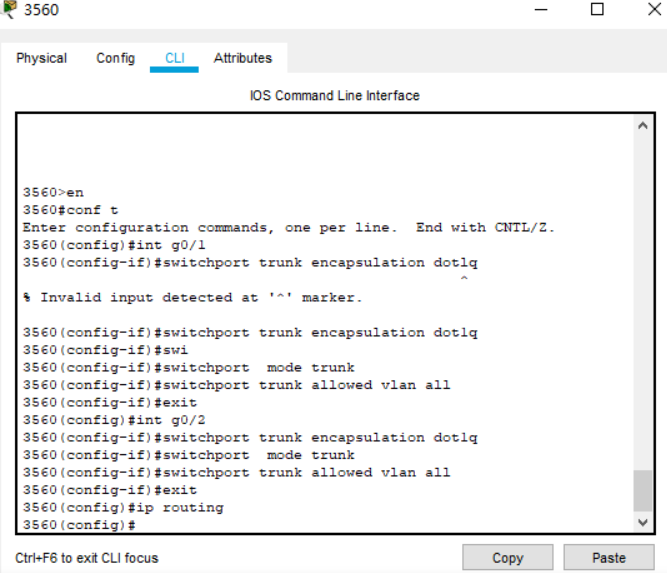 3560
Physical Config CLI Attributes
IOS Command Line Interface
3560>en
3560#conf t
Enter configuration commands, one per line.  End with CNTL/Z.
3560(config)#int g0/1
3560(config-if)#switchport trunk encapsulation dotlq
^
% Invalid input detected at '^' marker.
3560(config-if)#switchport trunk encapsulation dot1q
3560(config-if)#swi
3560(config-if)#switchport  mode trunk
3560(config-if)#switchport trunk allowed vlan all
3560(config-if)#exit
3560(config)#int g0/2
3560(config-if)#switchport trunk encapsulation dot1q
3560(config-if)#switchport  mode trunk
3560(config-if)#switchport trunk allowed vlan all
3560(config-if)#exit
3560(config)#ip routing
3560(config)#
Ctrl+F6 to exit CLI focus Copy Paste